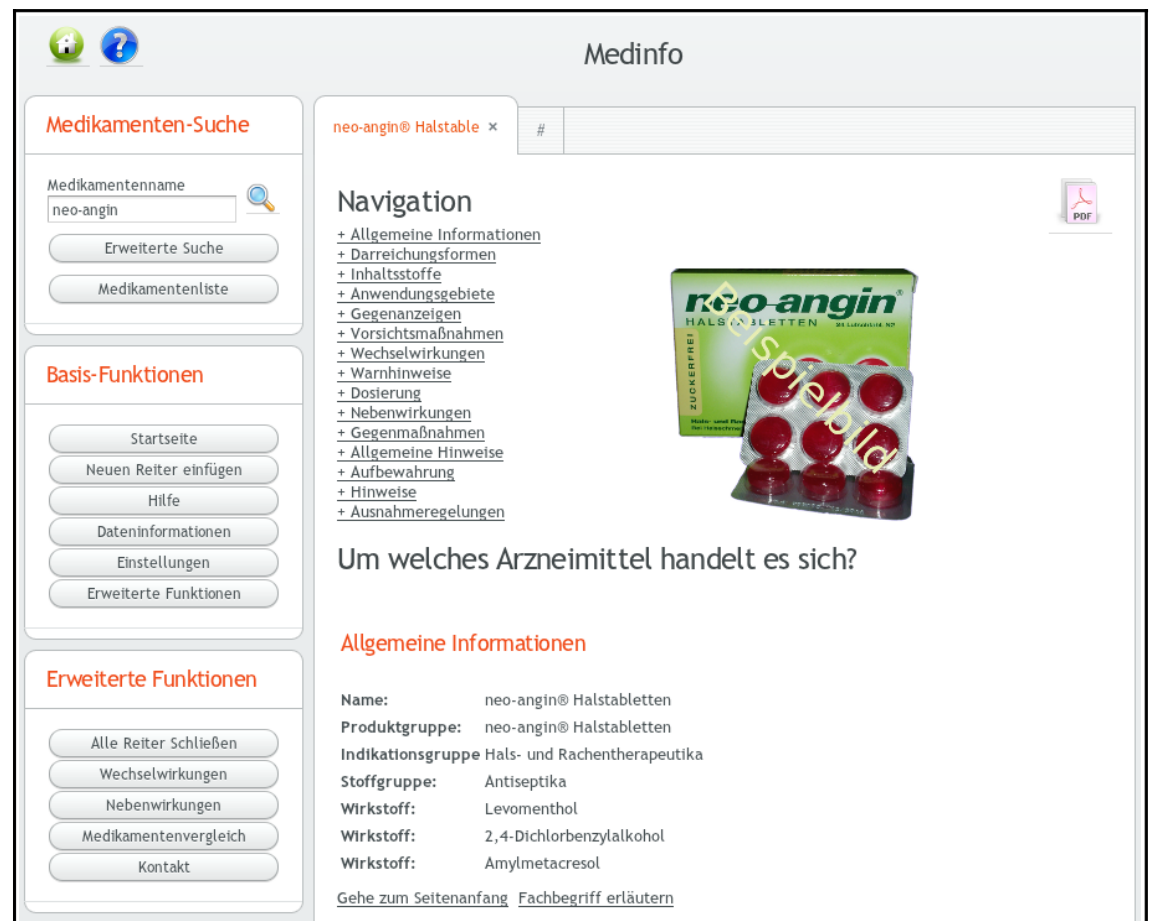 Medinfo
Medikamenten-Suche
Medikamentenname
neo-angin
Erweiterte Suche
Medikamentenliste
Basis-Funktionen
Startseite
Neuen Reiter einfügen
Hilfe
Dateninformationen
Einstellungen
Erweiterte Funktionen
Erweiterte Funktionen
Alle Reiter Schließen
Wechselwirkungen
Nebenwirkungen
Medikamentenvergleich
Kontakt
neo-angin® Halstable × #
Navigation
PDF
+ Allgemeine Informationen
+ Darreichungsformen
+ Inhaltsstoffe
+ Anwendungsgebiete
+ Gegenanzeigen
+ Vorsichtsmaßnahmen
+ Wechselwirkungen
+ Warnhinweise
+ Dosierung
+ Nebenwirkungen
+ Gegenmaßnahmen
+ Allgemeine Hinweise
+ Aufbewahrung
+ Hinweise
+ Ausnahmeregelungen
neo-angin®
HALSTABLETTEN
ZUCKERFREI
Beispielbild
Um welches Arzneimittel handelt es sich?
Allgemeine Informationen
Name: neo-angin® Halstabletten
Produktgruppe: neo-angin® Halstabletten
Indikationsgruppe Hals- und Rachentherapeutika
Stoffgruppe: Antiseptika
Wirkstoff: Levomenthol
Wirkstoff: 2,4-Dichlorbenzylalkohol
Wirkstoff: Amylmetacresol
Gehe zum Seitenanfang Fachbegriff erläutern